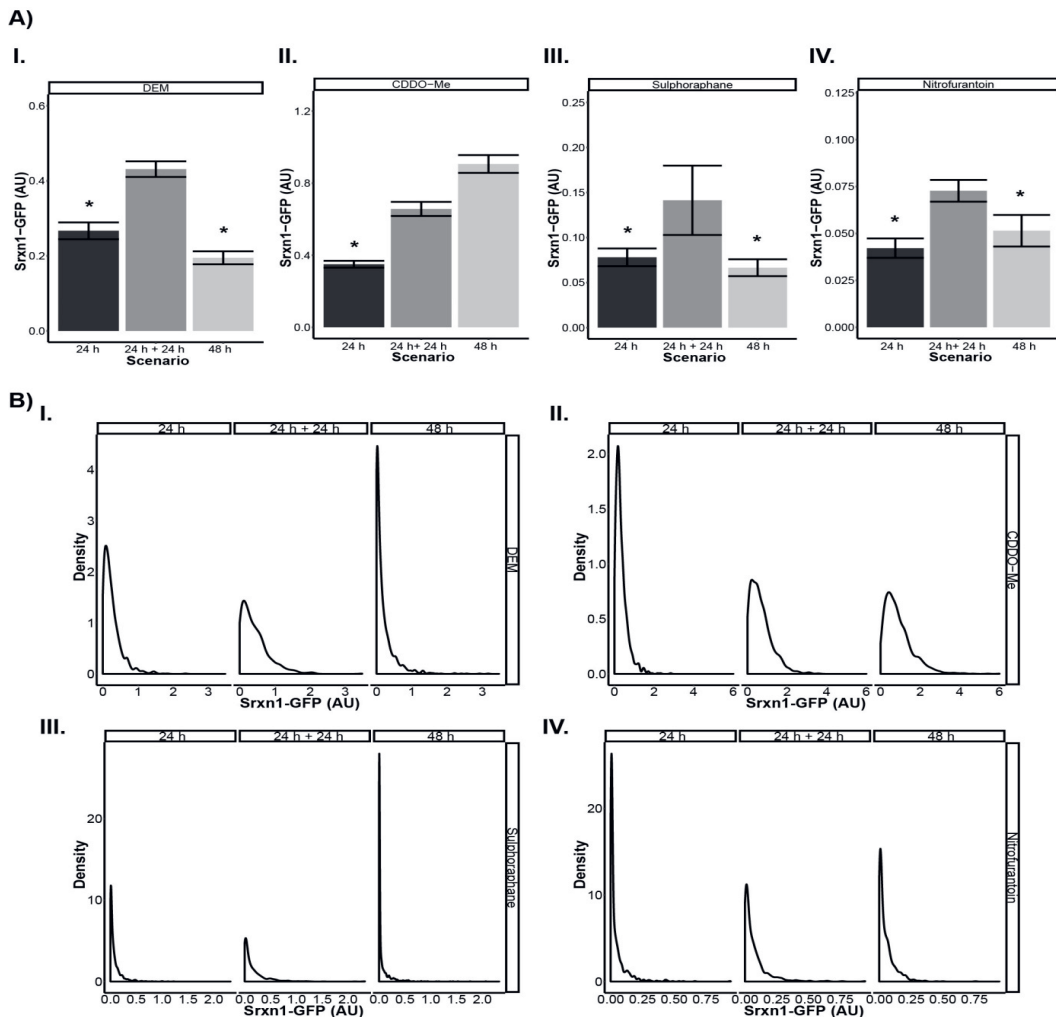 A)
I.
DEM
Srxn1-GFP (AU)
0.6
0.4
0.2
0.0
*
*
24 h
24 h + 24 h
48 h
Scenario
II.
CDDO-Me
Srxn1-GFP (AU)
1.2
0.9
0.6
0.4
0.0
*
24 h
24 h+ 24 h
48 h
Scenario
III.
Sulphoraphane
Srxn1-GFP (AU)
0.25
0.20
0.15
0.10
0.05
0.00
*
*
24 h
24 h + 24 h
48 h
Scenario
IV.
Nitrofurantoin
Srxn1-GFP (AU)
0.125
0.100
0.075
0.050
0.025
0.000
*
*
24 h
24 h+ 24 h
48 h
Scenario
B)
I.
24 h
24 h + 24 h
48 h
DEM
Density
4
3
2
1
0
0 1 2 3
0 1 2 3
0 1 2 3
Srxn1-GFP (AU)
II.
24 h
24 h + 24 h
48 h
CDDO-Me
Density
2.0
1.5
1.0
0.5
0.0
0 2 4 6
0 2 4 6
0 2 4 6
Srxn1-GFP (AU)
III.
24 h
24 h + 24 h
48 h
Sulphoraphane
Density
20
10
0
0.0 0.5 1.0 1.5 2.0
0.0 0.5 1.0 1.5 2.0
0.0 0.5 1.0 1.5 2.0
Srxn1-GFP (AU)
IV.
24 h
24 h + 24 h
48 h
Nitrofurantoin
Density
20
10
0
0.00 0.25 0.50 0.75
0.00 0.25 0.50 0.75
0.00 0.25 0.50 0.75
Srxn1-GFP (AU)